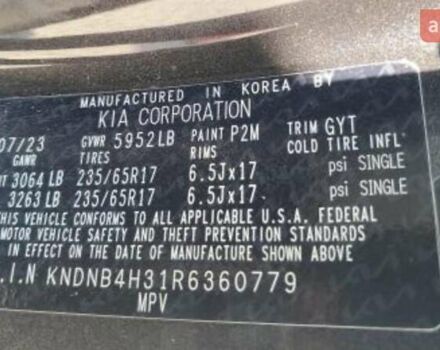 MANUFACTURED IN KOREA BY
KIA CORPORATION
07/23 GVWR 5952LB PAINT P2M TRIM GYT
GAWR TIRES RIMS COLD TIRE INFL
3064 LB 235/65R17 6.5Jx17 psi SINGLE
3263 LB 235/65R17 6.5Jx17 psi SINGLE
THIS VEHICLE CONFORMS TO ALL APPLICABLE U.S.A. FEDERAL
MOTOR VEHICLE SAFETY AND THEFT PREVENTION STANDARDS
IN EFFECT ON THE DATE OF MANUFACTURE SHOWN ABOVE
.I.N KNDNB4H31R6360779
MPV
a